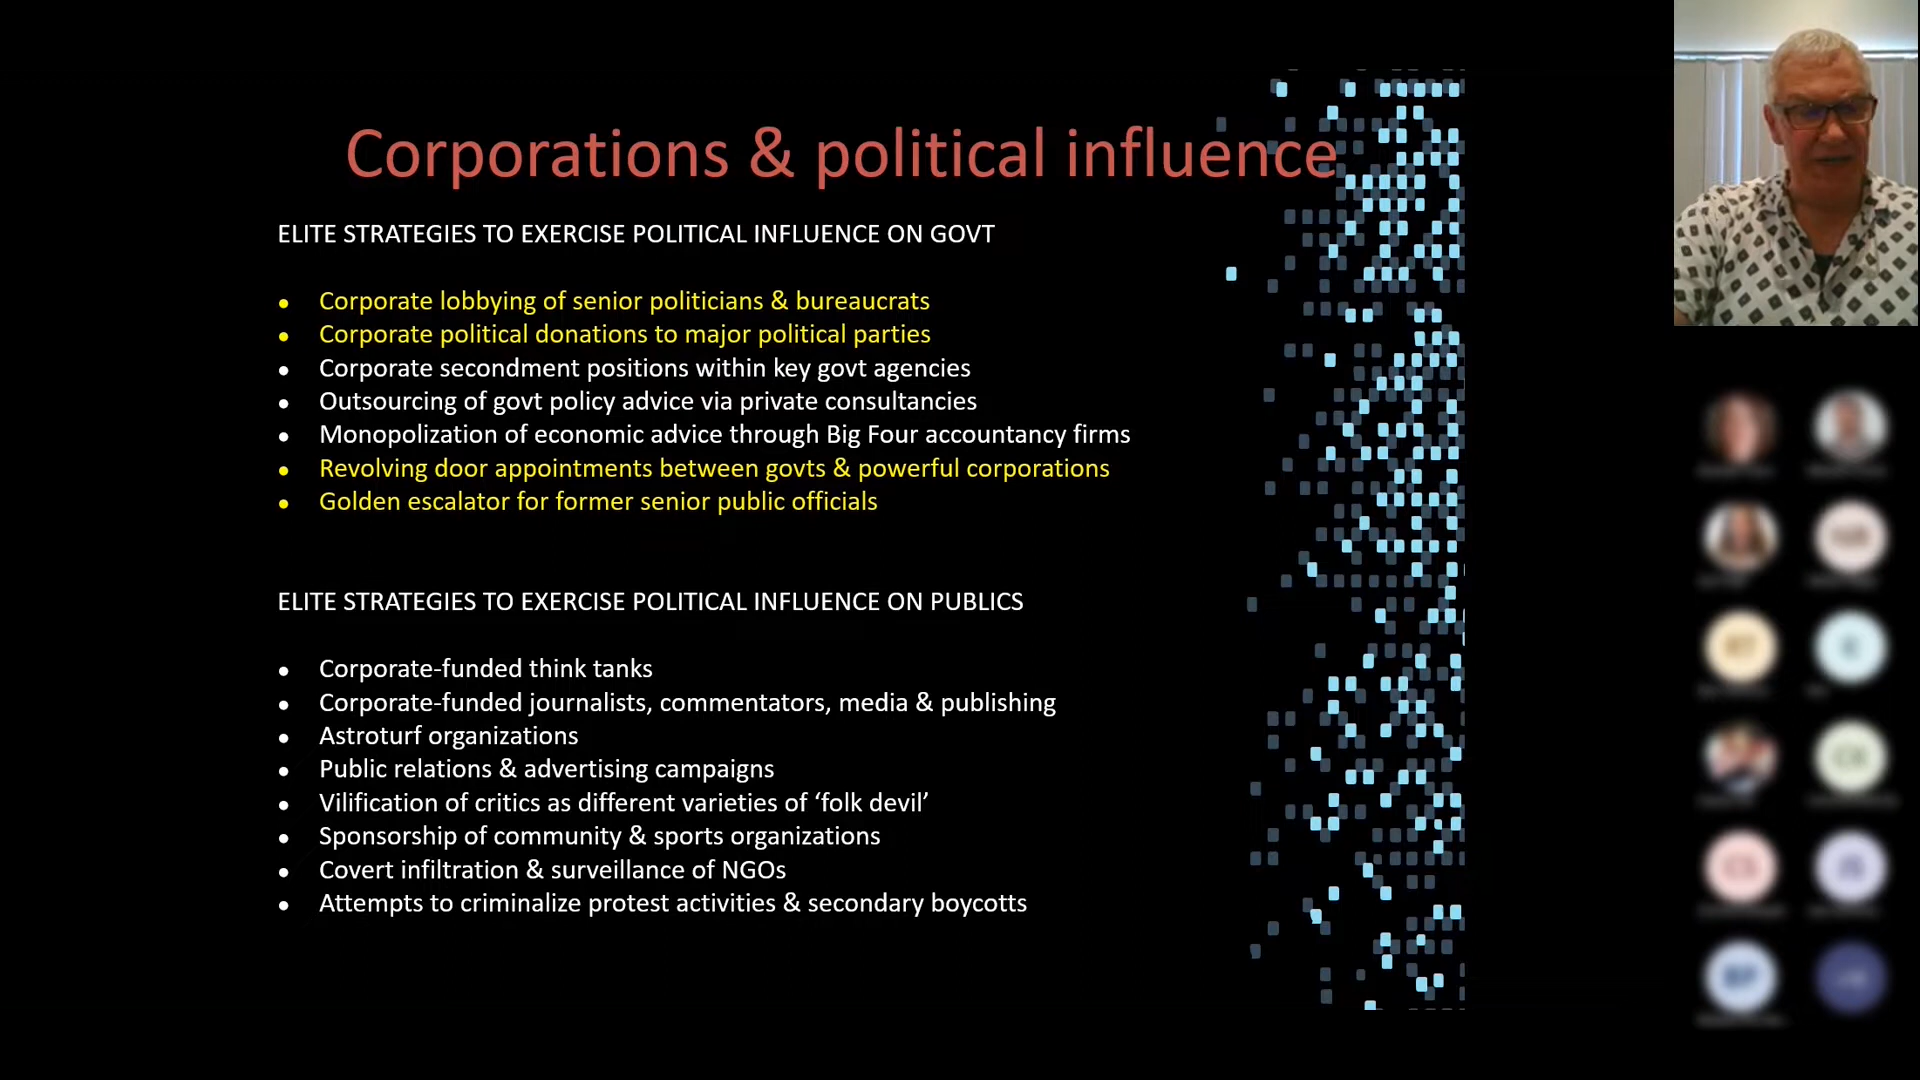 Corporations & political influence
ELITE STRATEGIES TO EXERCISE POLITICAL INFLUENCE ON GOVT
• Corporate lobbying of senior politicians & bureaucrats
• Corporate political donations to major political parties
• Corporate secondment positions within key govt agencies
• Outsourcing of govt policy advice via private consultancies
• Monopolization of economic advice through Big Four accountancy firms
• Revolving door appointments between govts & powerful corporations
• Golden escalator for former senior public officials
ELITE STRATEGIES TO EXERCISE POLITICAL INFLUENCE ON PUBLICS
• Corporate-funded think tanks
• Corporate-funded journalists, commentators, media & publishing
• Astroturf organizations
• Public relations & advertising campaigns
• Vilification of critics as different varieties of ‘folk devil’
• Sponsorship of community & sports organizations
• Covert infiltration & surveillance of NGOs
• Attempts to criminalize protest activities & secondary boycotts